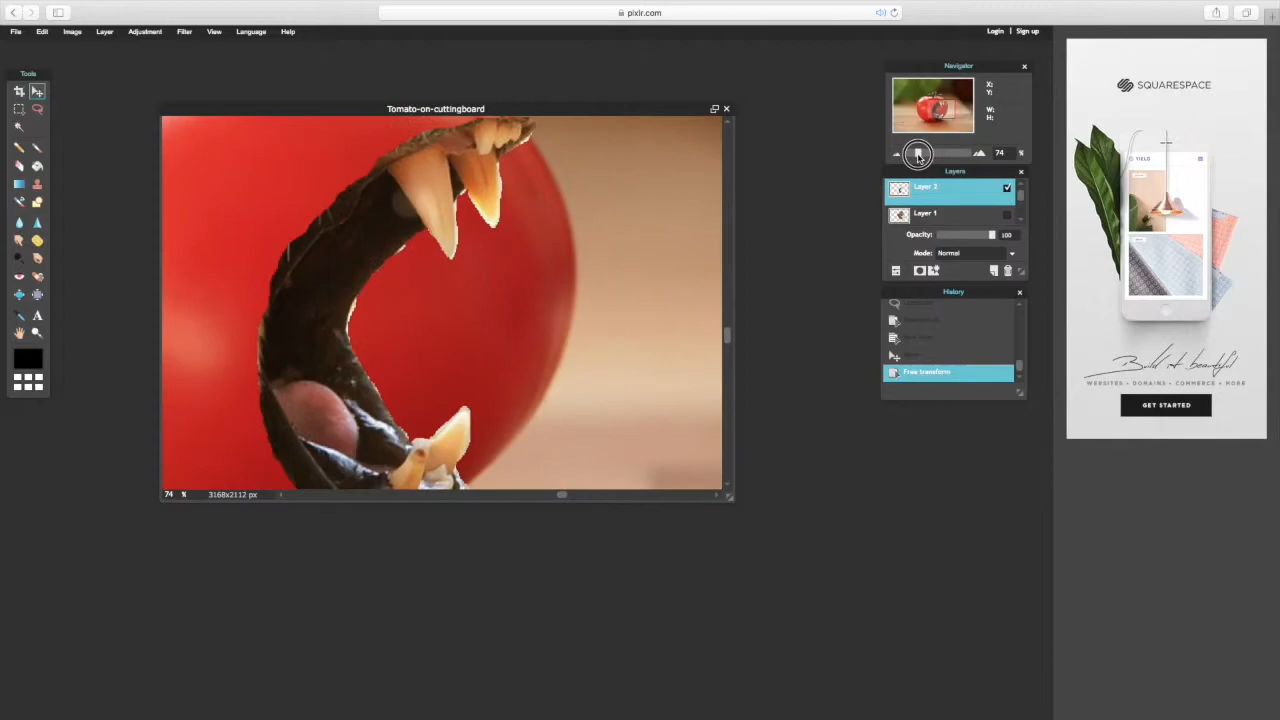 pixlr.com
File Edit Image Layer Adjustment Filter View Language Help
Login | Sign up
Tools
Tomato-on-cuttingboard
74 % 3168x2112 px
Navigator
X:
Y:
W:
H:
74 %
Layers
Layer 2
Layer 1
Opacity: 100
Mode: Normal
History
Free transform
SQUARESPACE
YIELD
Build it beautiful
WEBSITES • DOMAINS • COMMERCE • MORE
GET STARTED